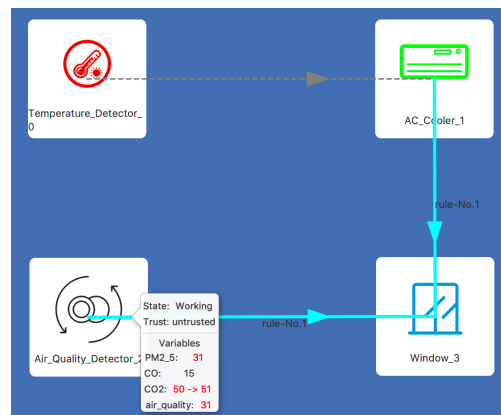 Temperature_Detector_
0
AC_Cooler_1
rule-No.1
State: Working
Trust: untrusted
Variables
PM2_5: 31
CO: 15
CO2: 50 -> 51
air_quality: 31
rule-No.1
Air_Quality_Detector_2
Window_3